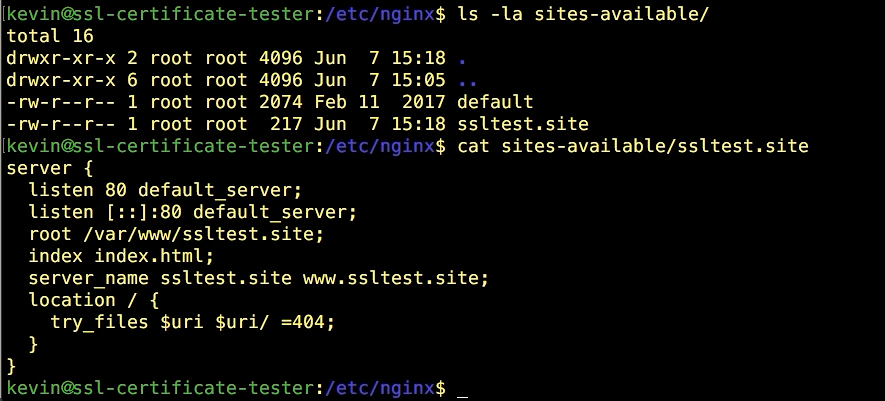 [kevin@ssl-certificate-tester:/etc/nginx$ ls -la sites-available/
total 16
drwxr-xr-x 2 root root 4096 Jun  7 15:18 .
drwxr-xr-x 6 root root 4096 Jun  7 15:05 ..
-rw-r--r-- 1 root root 2074 Feb 11  2017 default
-rw-r--r-- 1 root root  217 Jun  7 15:18 ssltest.site
[kevin@ssl-certificate-tester:/etc/nginx$ cat sites-available/ssltest.site
server {
  listen 80 default_server;
  listen [::]:80 default_server;
  root /var/www/ssltest.site;
  index index.html;
  server_name ssltest.site www.ssltest.site;
  location / {
    try_files $uri $uri/ =404;
  }
}
kevin@ssl-certificate-tester:/etc/nginx$ _